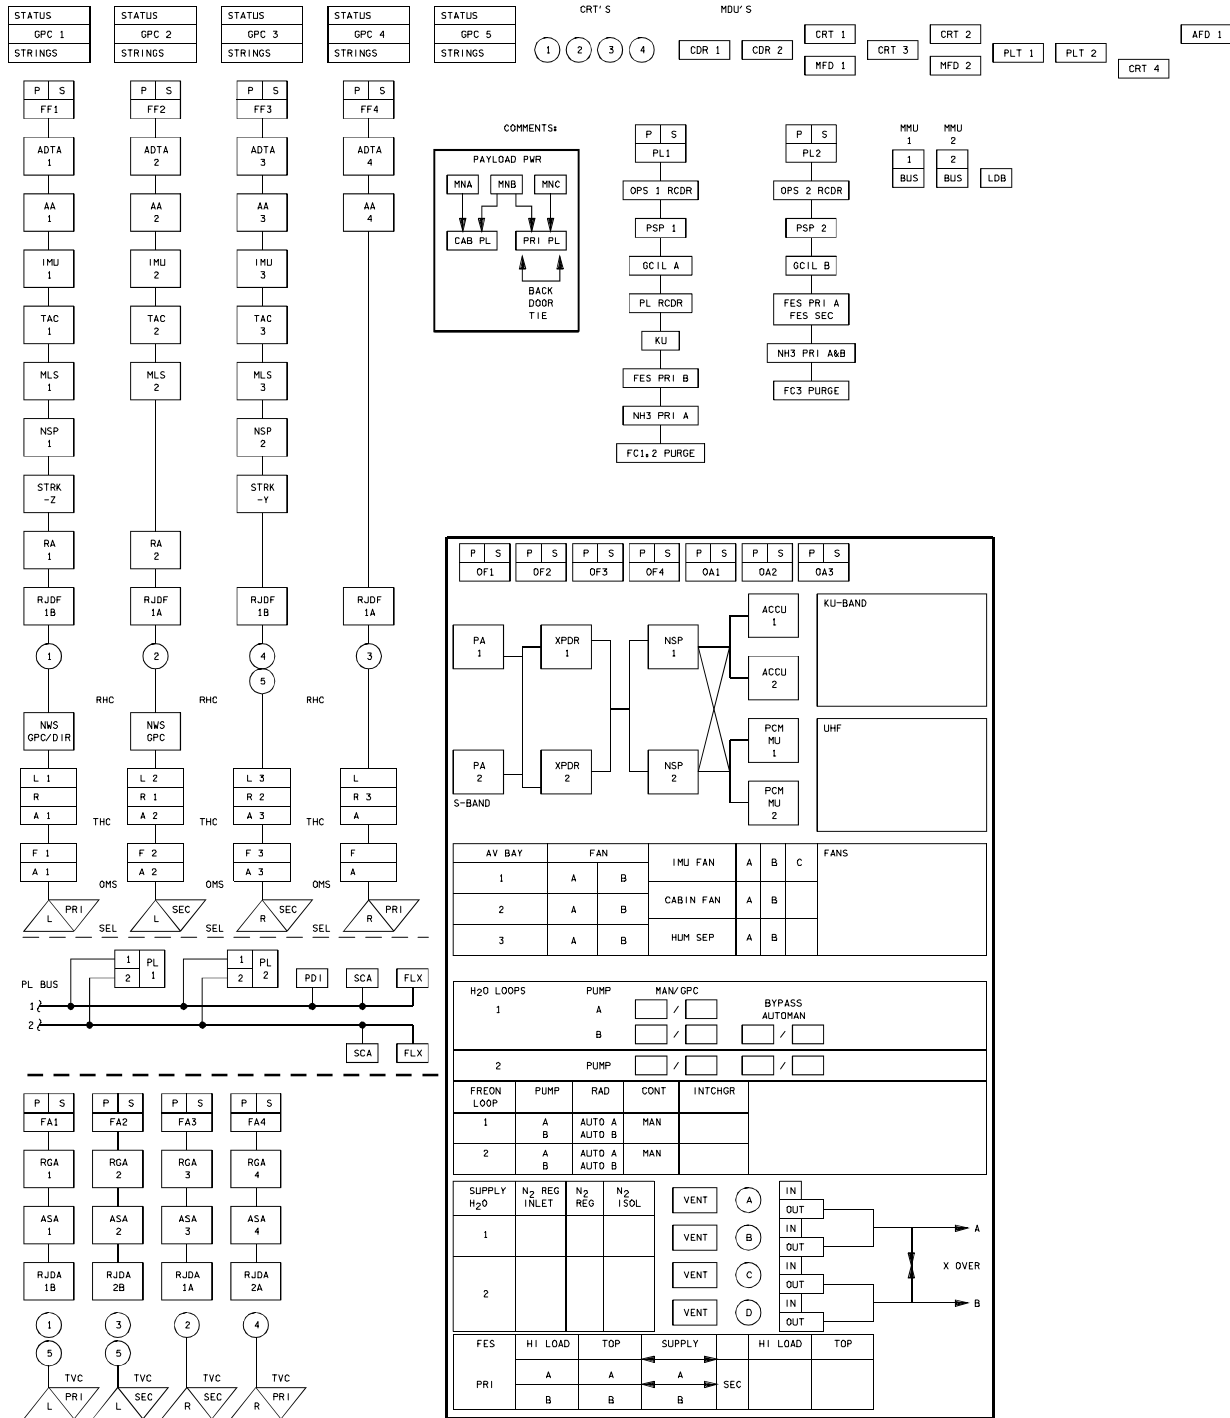 STATUS STATUS STATUS STATUS STATUS
GPC 1 GPC 2 GPC 3 GPC 4 GPC 5
STRINGS STRINGS STRINGS STRINGS STRINGS
CRT'S MDU'S
1 2 3 4
CDR 1 CDR 2 CRT 1 MFD 1 CRT 3 CRT 2 MFD 2 PLT 1 PLT 2 CRT 4 AFD 1
P S P S P S P S
FF1 FF2 FF3 FF4
ADTA 1 ADTA 2 ADTA 3 ADTA 4
AA 1 AA 2 AA 3 AA 4
IMU 1 IMU 2 IMU 3
TAC 1 TAC 2 TAC 3
MLS 1 MLS 2 MLS 3
NSP 1 NSP 2
STRK -Z STRK -Y
RA 1 RA 2
RJDF 1B RJDF 1A RJDF 1B RJDF 1A
1 2 4 3
5
RHC RHC RHC
NWS GPC/DIR NWS GPC
L 1 L 2 L 3 L
R R 1 R 2 R 3
A 1 A 2 A 3 A
THC THC THC
F 1 F 2 F 3 F
A 1 A 2 A 3 A
OMS OMS OMS
L PRI L SEC R SEC R PRI
SEL SEL SEL
COMMENTS:
PAYLOAD PWR
MNA MNB MNC
CAB PL PRI PL
BACK
DOOR
TIE
P S
PL1
OPS 1 RCDR
PSP 1
GCIL A
PL RCDR
KU
FES PRI B
NH3 PRI A
FC1,2 PURGE
P S
PL2
OPS 2 RCDR
PSP 2
GCIL B
FES PRI A
FES SEC
NH3 PRI A&B
FC3 PURGE
MMU MMU
1 2
1 2
BUS BUS LDB
1 PL 1 PL
2 1 2 2
PDI SCA FLX
PL BUS
1
2
SCA FLX
P S P S P S P S
FA1 FA2 FA3 FA4
RGA 1 RGA 2 RGA 3 RGA 4
ASA 1 ASA 2 ASA 3 ASA 4
RJDA 1B RJDA 2B RJDA 1A RJDA 2A
1 3 2 4
5 5
TVC TVC TVC
L PRI L SEC R SEC R PRI
P S P S P S P S P S P S P S
OF1 OF2 OF3 OF4 OA1 OA2 OA3
PA 1 XPDR 1 NSP 1 ACCU 1 KU-BAND
ACCU 2
PA 2 XPDR 2 NSP 2 PCM MU 1 UHF
PCM MU 2
S-BAND
AV BAY FAN IMU FAN A B C FANS
1 A B
2 A B CABIN FAN A B
3 A B HUM SEP A B
H2O LOOPS PUMP MAN/GPC BYPASS
1 A / AUTOMAN
B / /
2 PUMP / /
FREON LOOP PUMP RAD CONT INTCHGR
1 A AUTO A MAN
B AUTO B
2 A AUTO A MAN
B AUTO B
SUPPLY H2O N2 REG INLET N2 REG N2 ISOL
1
2
VENT A IN
OUT
VENT B IN
OUT
VENT C IN
OUT
VENT D IN
OUT
A
X OVER
B
FES HI LOAD TOP SUPPLY HI LOAD TOP
PRI A A A SEC
B B B